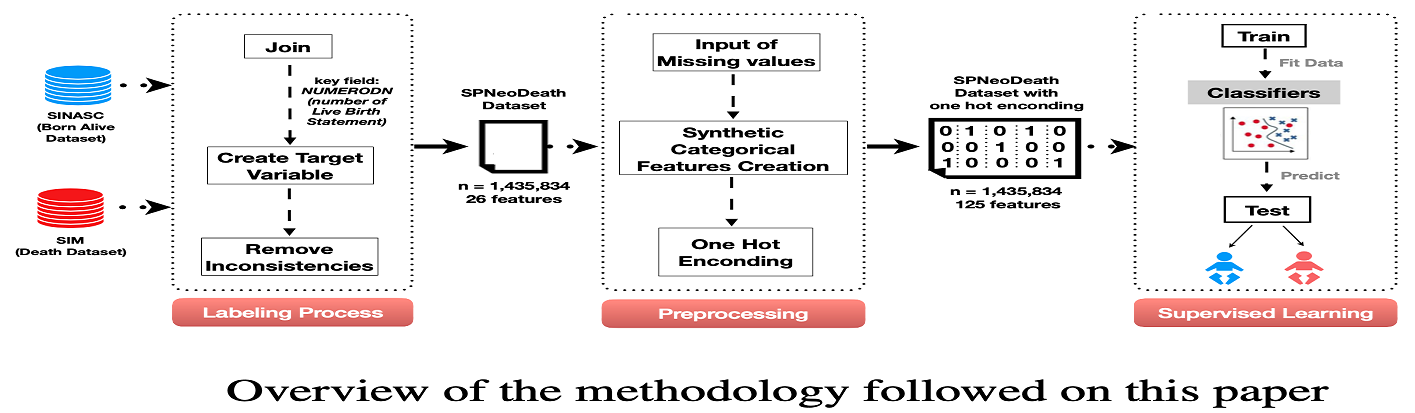 SINASC
(Born Alive
Dataset)
SIM
(Death Dataset)
Join
key field:
NUMERODN
(number of
Live Birth
Statement)
Create Target
Variable
Remove
Inconsistencies
Labeling Process
SPNeoDeath
Dataset
n = 1,435,834
26 features
Input of
Missing values
Synthetic
Categorical
Features Creation
One Hot
Enconding
Preprocessing
SPNeoDeath
Dataset with
one hot enconding
0 1 0 1 0
0 0 1 0 0
1 0 0 0 1
n = 1,435,834
125 features
Train
Fit Data
Classifiers
Predict
Test
Supervised Learning
Overview of the methodology followed on this paper